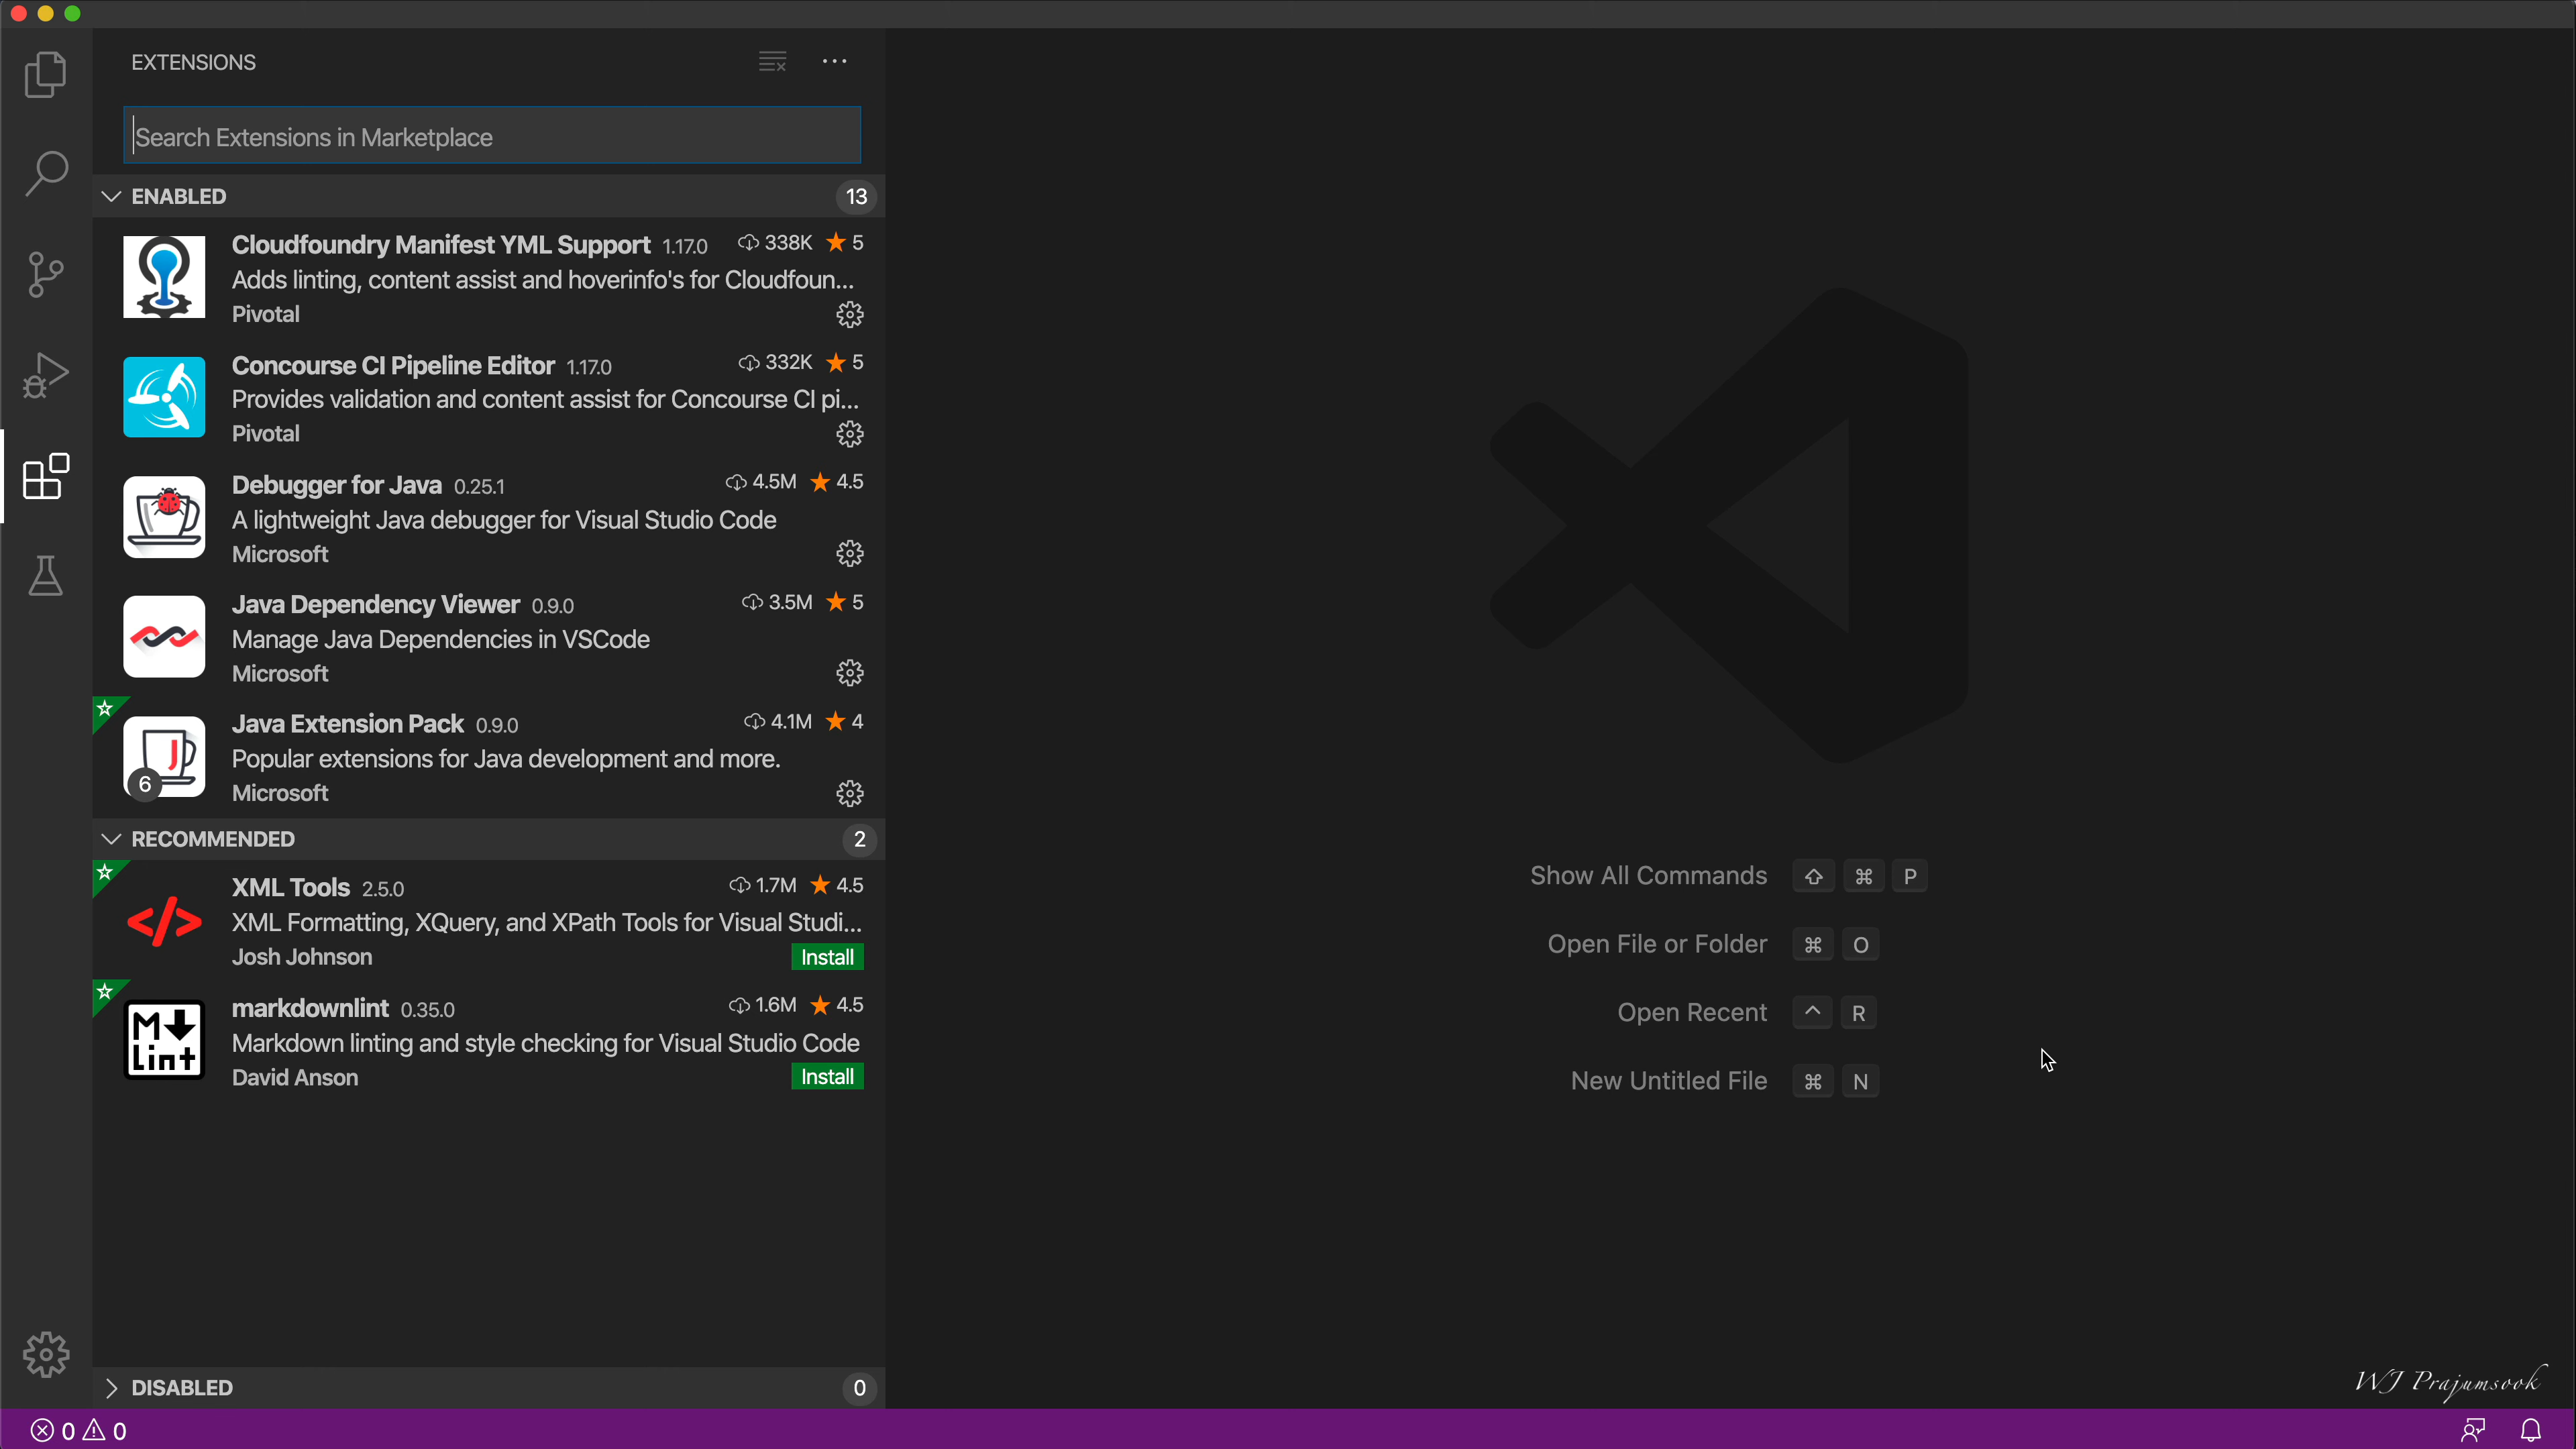 EXTENSIONS
Search Extensions in Marketplace
ENABLED 13
Cloudfoundry Manifest YML Support 1.17.0 338K ★ 5
Adds linting, content assist and hoverinfo's for Cloudfoun...
Pivotal
Concourse CI Pipeline Editor 1.17.0 332K ★ 5
Provides validation and content assist for Concourse CI pi...
Pivotal
Debugger for Java 0.25.1 4.5M ★ 4.5
A lightweight Java debugger for Visual Studio Code
Microsoft
Java Dependency Viewer 0.9.0 3.5M ★ 5
Manage Java Dependencies in VSCode
Microsoft
Java Extension Pack 0.9.0 4.1M ★ 4
Popular extensions for Java development and more.
6
Microsoft
RECOMMENDED 2
XML Tools 2.5.0 1.7M ★ 4.5
XML Formatting, XQuery, and XPath Tools for Visual Studi...
Josh Johnson Install
markdownlint 0.35.0 1.6M ★ 4.5
M Lint
Markdown linting and style checking for Visual Studio Code
David Anson Install
DISABLED 0
0 0
Show All Commands ⇧ ⌘ P
Open File or Folder ⌘ O
Open Recent ^ R
New Untitled File ⌘ N
WJ Prajumsook